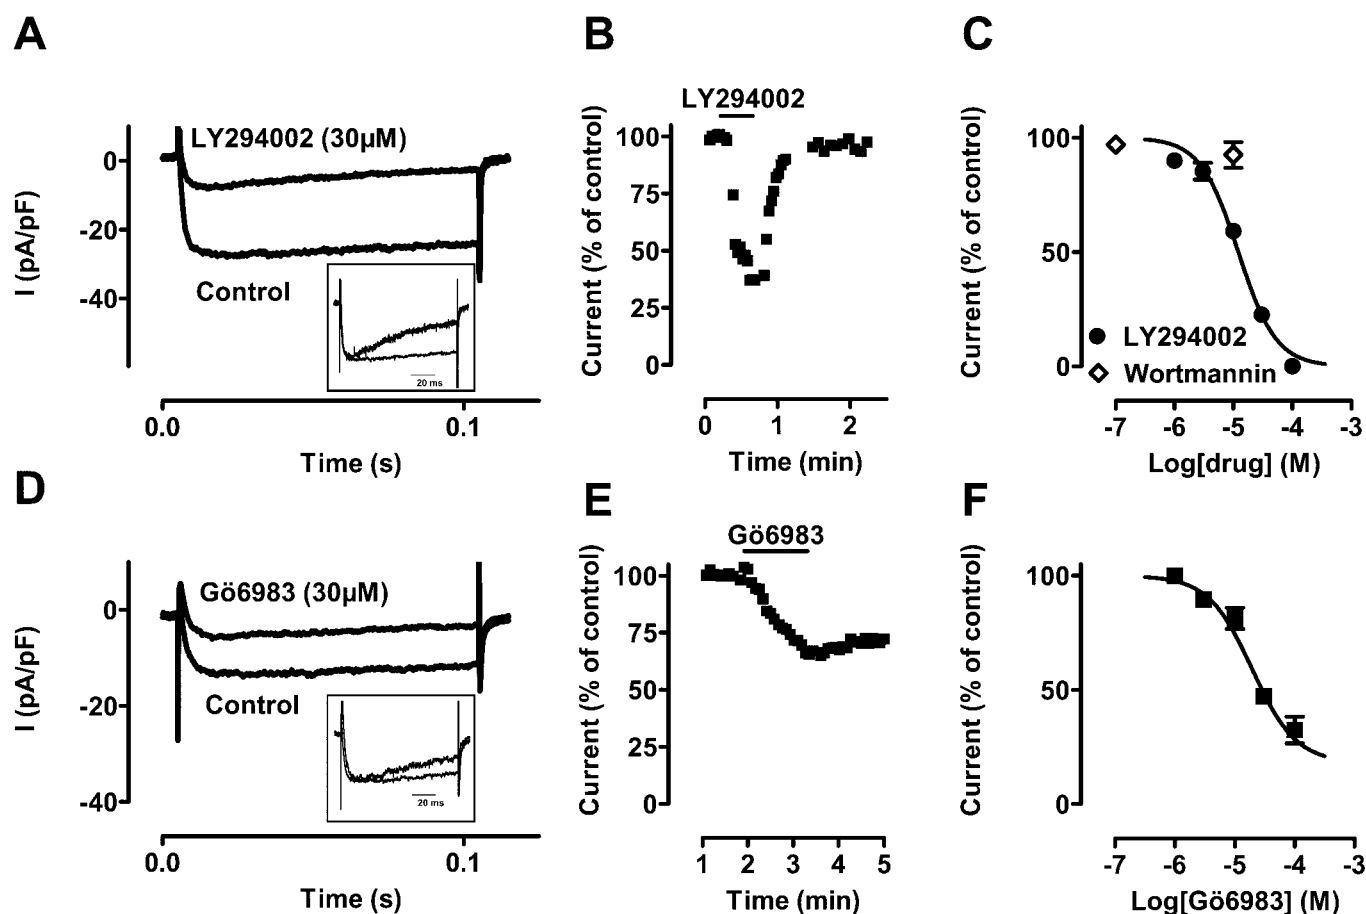 A
LY294002 (30µM)
I (pA/pF)
0
-20
-40
Control
20 ms
0.0
0.1
Time (s)
B
LY294002
Current (% of control)
100
75
50
25
0
0
1
2
Time (min)
C
Current (% of control)
100
50
0
LY294002
Wortmannin
-7
-6
-5
-4
-3
Log[drug] (M)
D
Gö6983 (30µM)
I (pA/pF)
0
-20
-40
Control
20 ms
0.0
0.1
Time (s)
E
Gö6983
Current (% of control)
100
75
50
25
0
1
2
3
4
5
Time (min)
F
Current (% of control)
100
50
0
-7
-6
-5
-4
-3
Log[Gö6983] (M)